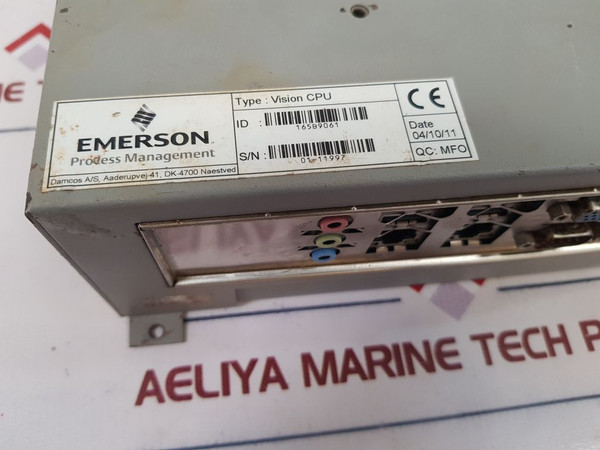 Type : Vision CPU
EMERSON
Process Management
ID :
16589061
S/N :
01-11997
CE
Date
04/10/11
QC: MFO
Damcos A/S, Aaderupvej 41, DK-4700 Naestved
AELIYA MARINE TECH P